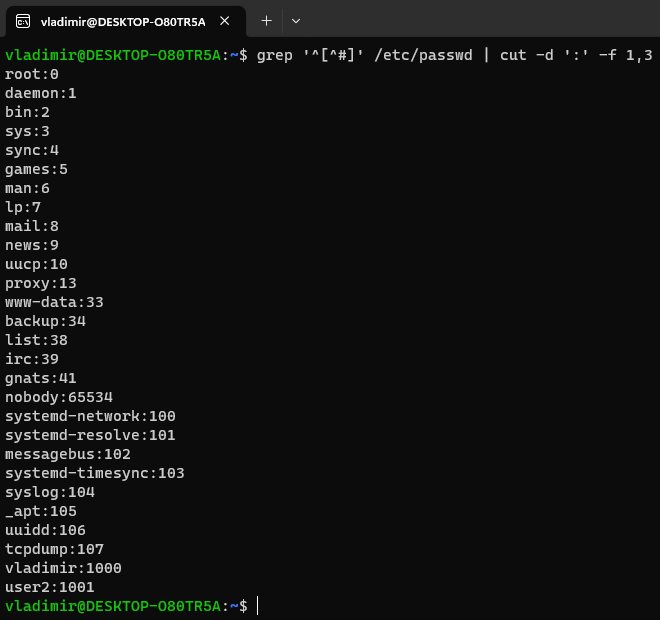 vladimir@DESKTOP-O80TR5A
vladimir@DESKTOP-O80TR5A:~$ grep '^[^#]' /etc/passwd | cut -d ':' -f 1,3
root:0
daemon:1
bin:2
sys:3
sync:4
games:5
man:6
lp:7
mail:8
news:9
uucp:10
proxy:13
www-data:33
backup:34
list:38
irc:39
gnats:41
nobody:65534
systemd-network:100
systemd-resolve:101
messagebus:102
systemd-timesync:103
syslog:104
_apt:105
uuidd:106
tcpdump:107
vladimir:1000
user2:1001
vladimir@DESKTOP-O80TR5A:~$